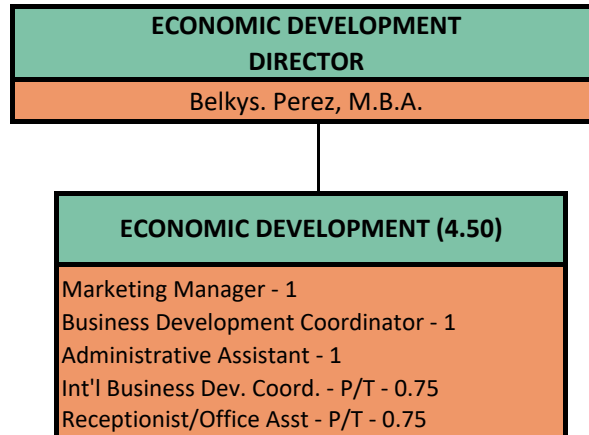 ECONOMIC DEVELOPMENT
DIRECTOR
Belkys. Perez, M.B.A.
ECONOMIC DEVELOPMENT (4.50)
Marketing Manager - 1
Business Development Coordinator - 1
Administrative Assistant - 1
Int'l Business Dev. Coord. - P/T - 0.75
Receptionist/Office Asst - P/T - 0.75